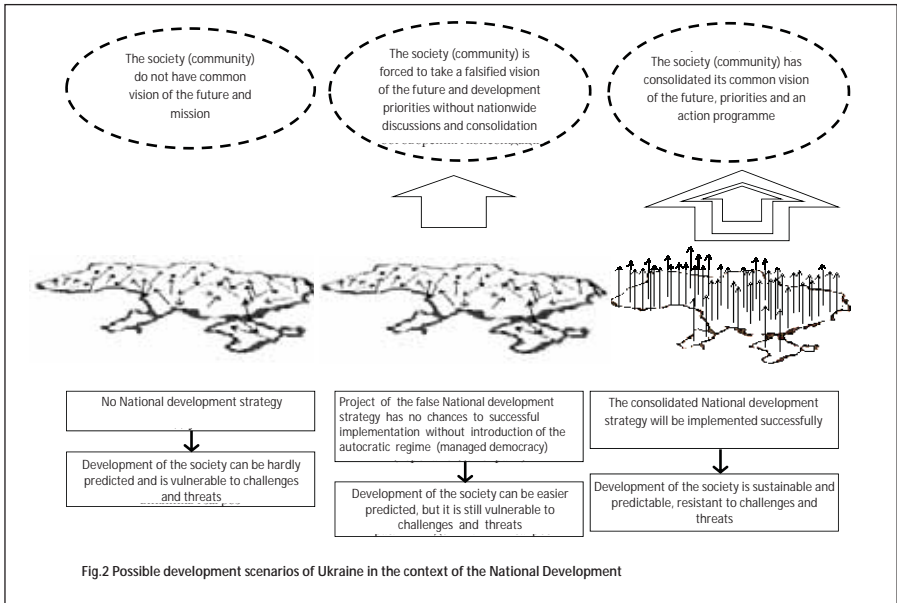 The society (community)
do not have common
vision of the future and
mission
The society (community) is
forced to take a falsified vision
of the future and development
priorities without nationwide
discussions and consolidation
The society (community) has
consolidated its common vision
of the future, priorities and an
action programme
No National development strategy
Development of the society can be hardly
predicted and is vulnerable to challenges
and threats
Project of the false National development
strategy has no chances to successful
implementation without introduction of the
autocratic regime (managed democracy)
Development of the society can be easier
predicted, but it is still vulnerable to
challenges and threats
The consolidated National development
strategy will be implemented successfully
Development of the society is sustainable and
predictable, resistant to challenges and
threats
Fig.2 Possible development scenarios of Ukraine in the context of the National Development